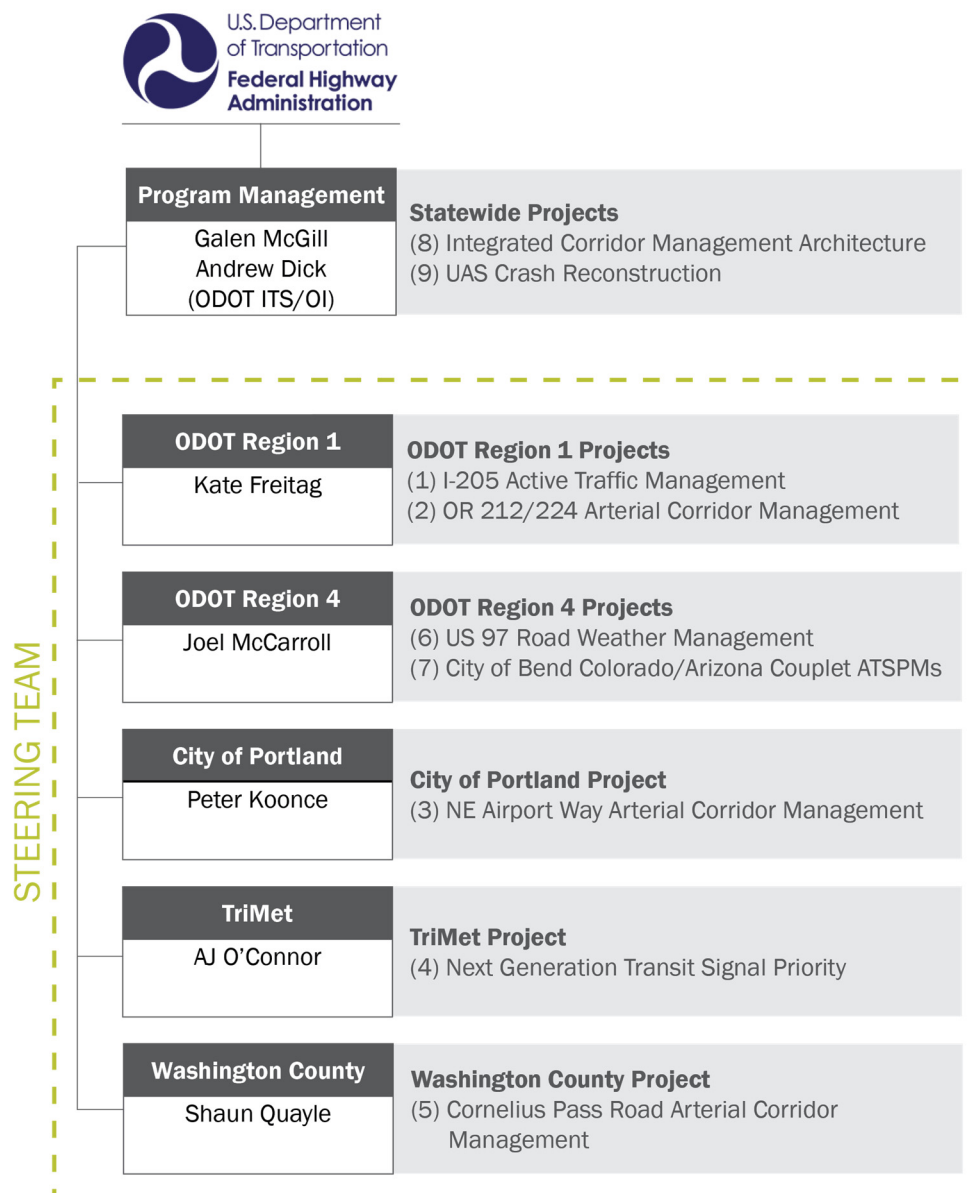 U.S. Department
of Transportation
Federal Highway
Administration
Program Management
Galen McGill
Andrew Dick
(ODOT ITS/OI)
Statewide Projects
(8) Integrated Corridor Management Architecture
(9) UAS Crash Reconstruction
STEERING TEAM
ODOT Region 1
Kate Freitag
ODOT Region 1 Projects
(1) I-205 Active Traffic Management
(2) OR 212/224 Arterial Corridor Management
ODOT Region 4
Joel McCarroll
ODOT Region 4 Projects
(6) US 97 Road Weather Management
(7) City of Bend Colorado/Arizona Couplet ATSPMs
City of Portland
Peter Koonce
City of Portland Project
(3) NE Airport Way Arterial Corridor Management
TriMet
AJ O’Connor
TriMet Project
(4) Next Generation Transit Signal Priority
Washington County
Shaun Quayle
Washington County Project
(5) Cornelius Pass Road Arterial Corridor
Management